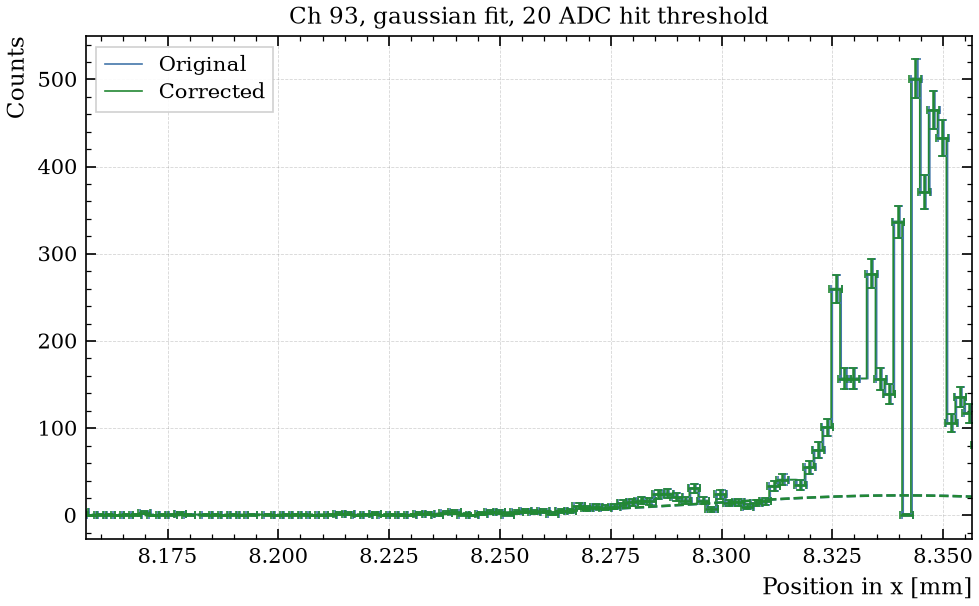 Ch 93, gaussian fit, 20 ADC hit threshold
Counts
Original
Corrected
500
400
300
200
100
0
8.175 8.200 8.225 8.250 8.275 8.300 8.325 8.350
Position in x [mm]